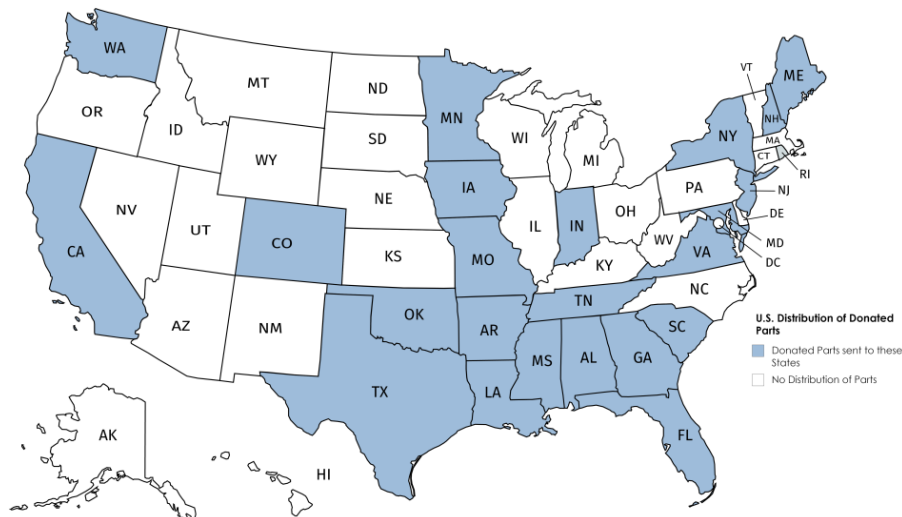 WA
MT
ND
MN
VT
ME
OR
ID
SD
WI
NH
NY
MA
WY
MI
CT
RI
IA
NE
PA
NJ
NV
UT
CO
IL
IN
OH
DE
CA
KS
MO
WV
VA
MD
KY
DC
AZ
NM
OK
AR
TN
NC
SC
MS
AL
GA
TX
LA
FL
AK
HI
U.S. Distribution of Donated
Parts
Donated Parts sent to these
States
No Distribution of Parts